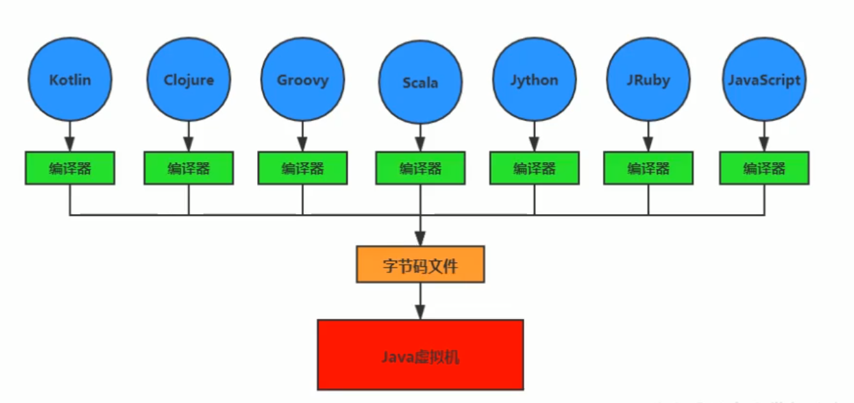 Kotlin
Clojure
Groovy
Scala
Jython
JRuby
JavaScript
编译器
编译器
编译器
编译器
编译器
编译器
编译器
字节码文件
Java虚拟机